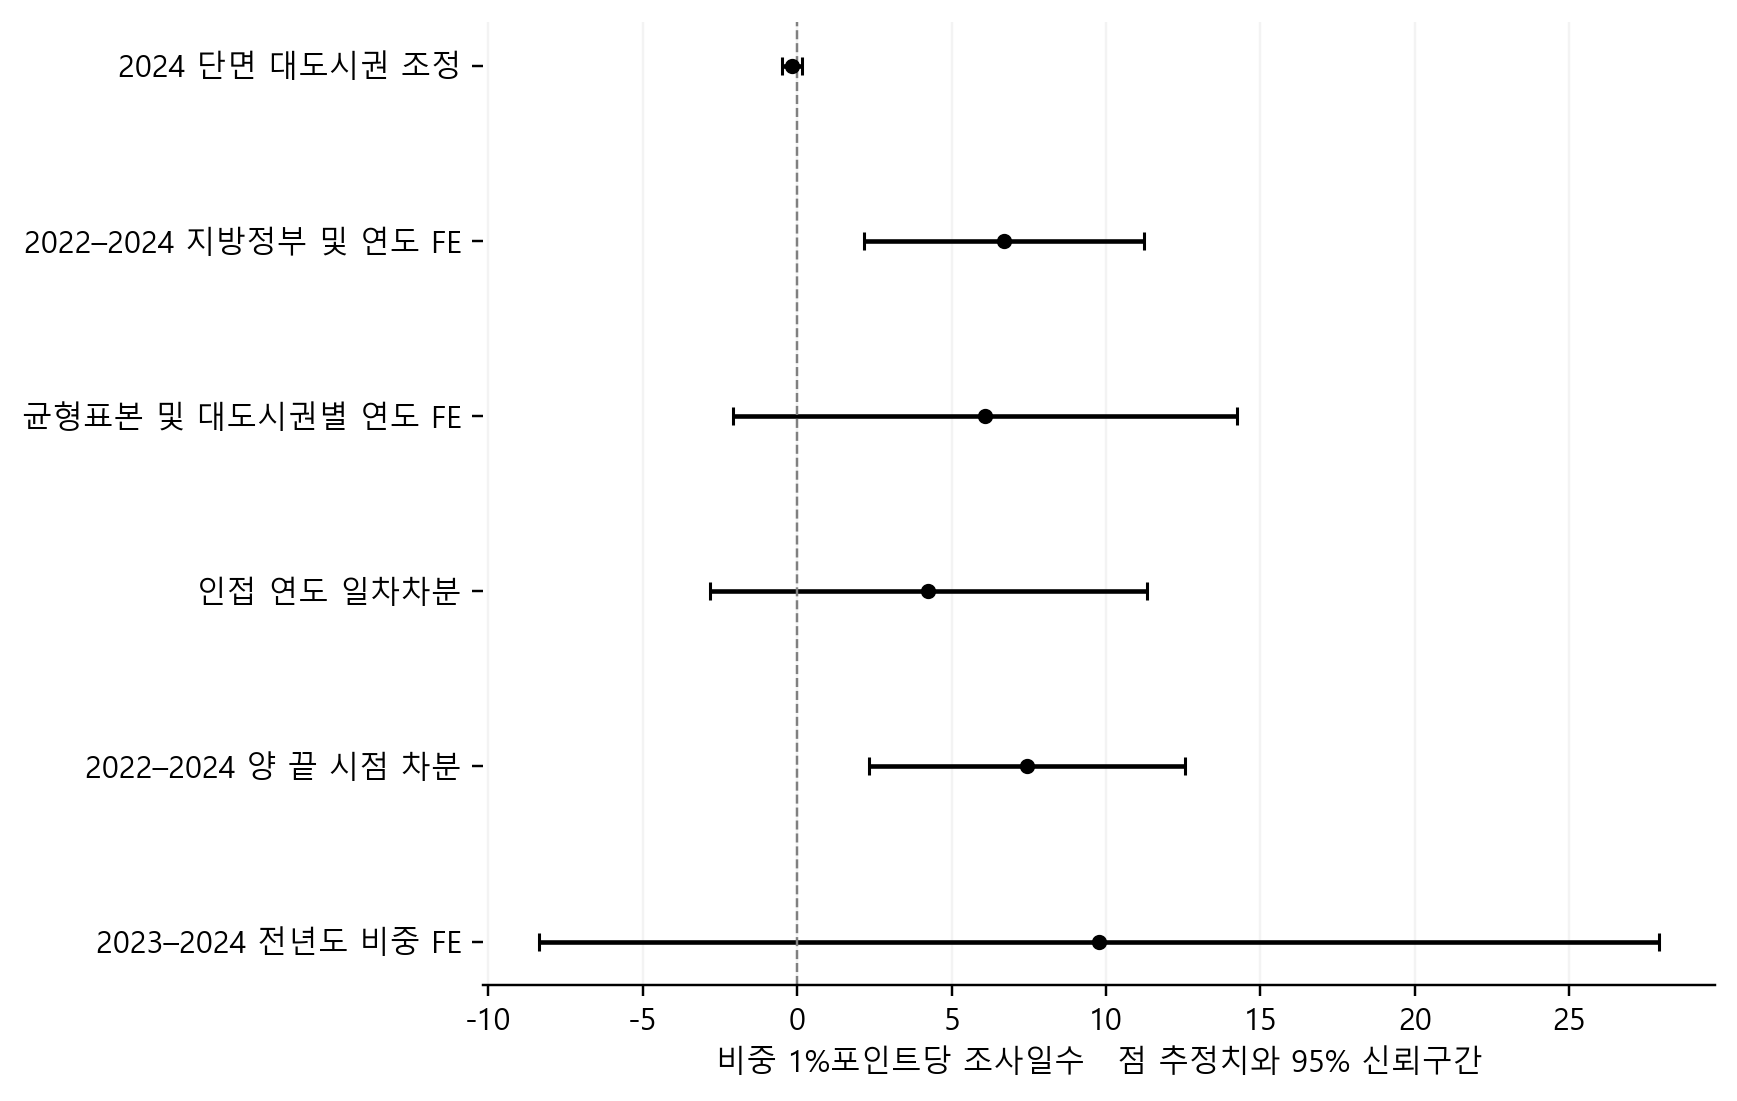 2024 단면 대도시권 조정
2022–2024 지방정부 및 연도 FE
균형표본 및 대도시권별 연도 FE
인접 연도 일차차분
2022–2024 양 끝 시점 차분
2023–2024 전년도 비중 FE
-10 -5 0 5 10 15 20 25
비중 1%포인트당 조사일수 점 추정치와 95% 신뢰구간